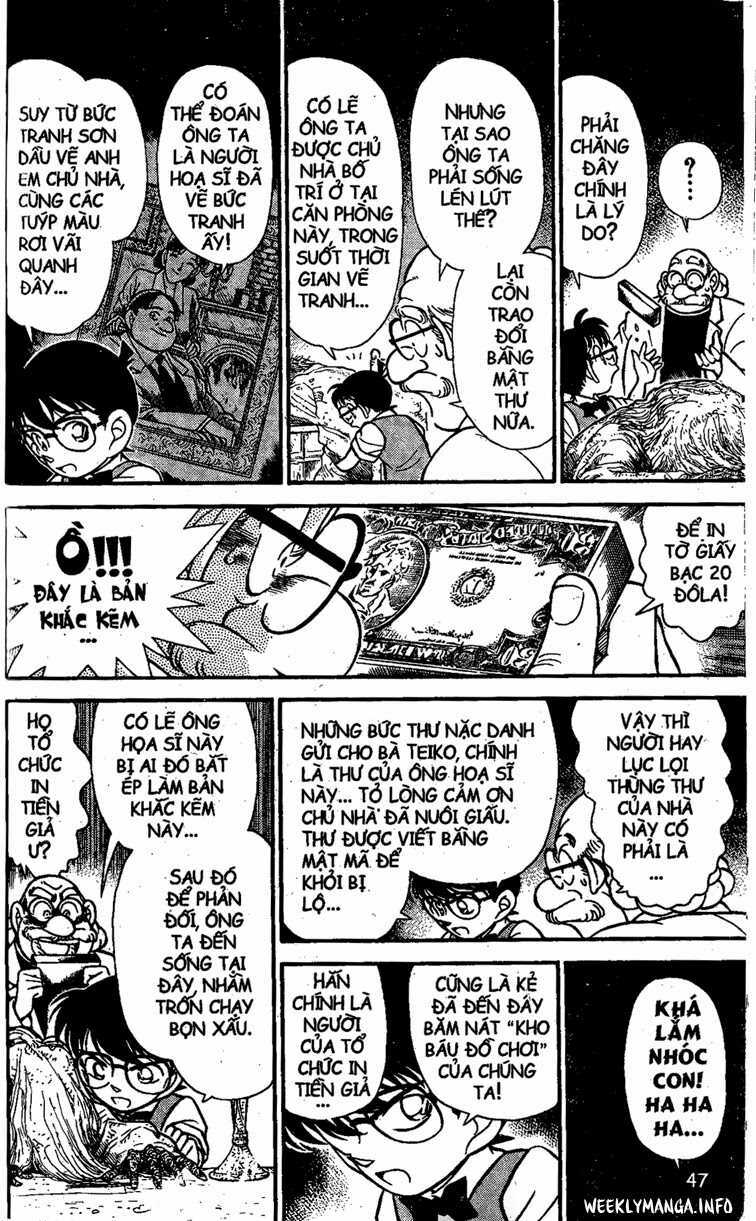 SUY TỪ BỨC
TRANH SƠN
DẦU VẼ ANH
EM CHỦ NHÀ,
CÙNG CÁC
TUÝP MÀU
RƠI VÃI
QUANH
ĐÂY...
CÓ
THỂ ĐOÁN
ÔNG TA
LÀ NGƯỜI
HOẠ SĨ ĐÃ
VẼ BỨC
TRANH
ẤY!
CÓ LẼ
ÔNG TA
ĐƯỢC CHỦ
NHÀ BỐ
TRÍ Ở TẠI
CĂN PHÒNG
NÀY, TRONG
SUỐT THỜI
GIAN VẼ
TRANH...
NHƯNG
TẠI SAO
ÔNG TA
PHẢI SỐNG
LÉN LÚT
THẾ?
LẠI
CÒN
TRAO
ĐỔI
BẰNG
MẬT
THƯ
NỮA.
PHẢI
CHĂNG
ĐÂY
CHÍNH
LÀ LÝ
DO?
?....
Ồ!!!
ĐÂY LÀ BẢN
KHẮC KẼM
...
ĐỂ IN
TỜ GIẤY
BẠC 20
ĐÔLA!
HỌ
TỔ
CHỨC
IN
TIỀN
GIẢ
Ư?
CÓ LẼ ÔNG
HỌA SĨ NÀY
BỊ AI ĐÓ BẮT
ÉP LÀM BẢN
KHẮC KẼM
NÀY...
SAU ĐÓ
ĐỂ PHẢN
ĐỐI, ÔNG
TA ĐẾN
SỐNG TẠI
ĐÂY, NHẰM
TRỐN CHẠY
BỌN XẤU.
NHỮNG BỨC THƯ NẶC DANH
GỬI CHO BÀ TEIKO, CHÍNH
LÀ THƯ CỦA ÔNG HOẠ SĨ
NÀY... TỎ LÒNG CẢM ƠN
CHỦ NHÀ ĐÃ NUÔI GIẤU.
THƯ ĐƯỢC VIẾT BẰNG
MẬT MÃ ĐỂ
KHỎI BỊ
LỘ...
VẬY THÌ
NGƯỜI HAY
LỤC LỌI
THÙNG THƯ
CỦA NHÀ
NÀY CÓ
PHẢI LÀ
...
HẮN
CHÍNH LÀ
NGƯỜI
CỦA TỔ
CHỨC IN
TIỀN GIẢ
...
CŨNG LÀ KẺ
ĐÃ ĐẾN ĐÂY
BĂM NÁT “KHO
BÁU ĐỒ CHƠI”
CỦA CHÚNG
TA!
KHÁ
LẮM
NHÓC
CON!
HA HA
HA...
47
WEEKLYMANGA.INFO